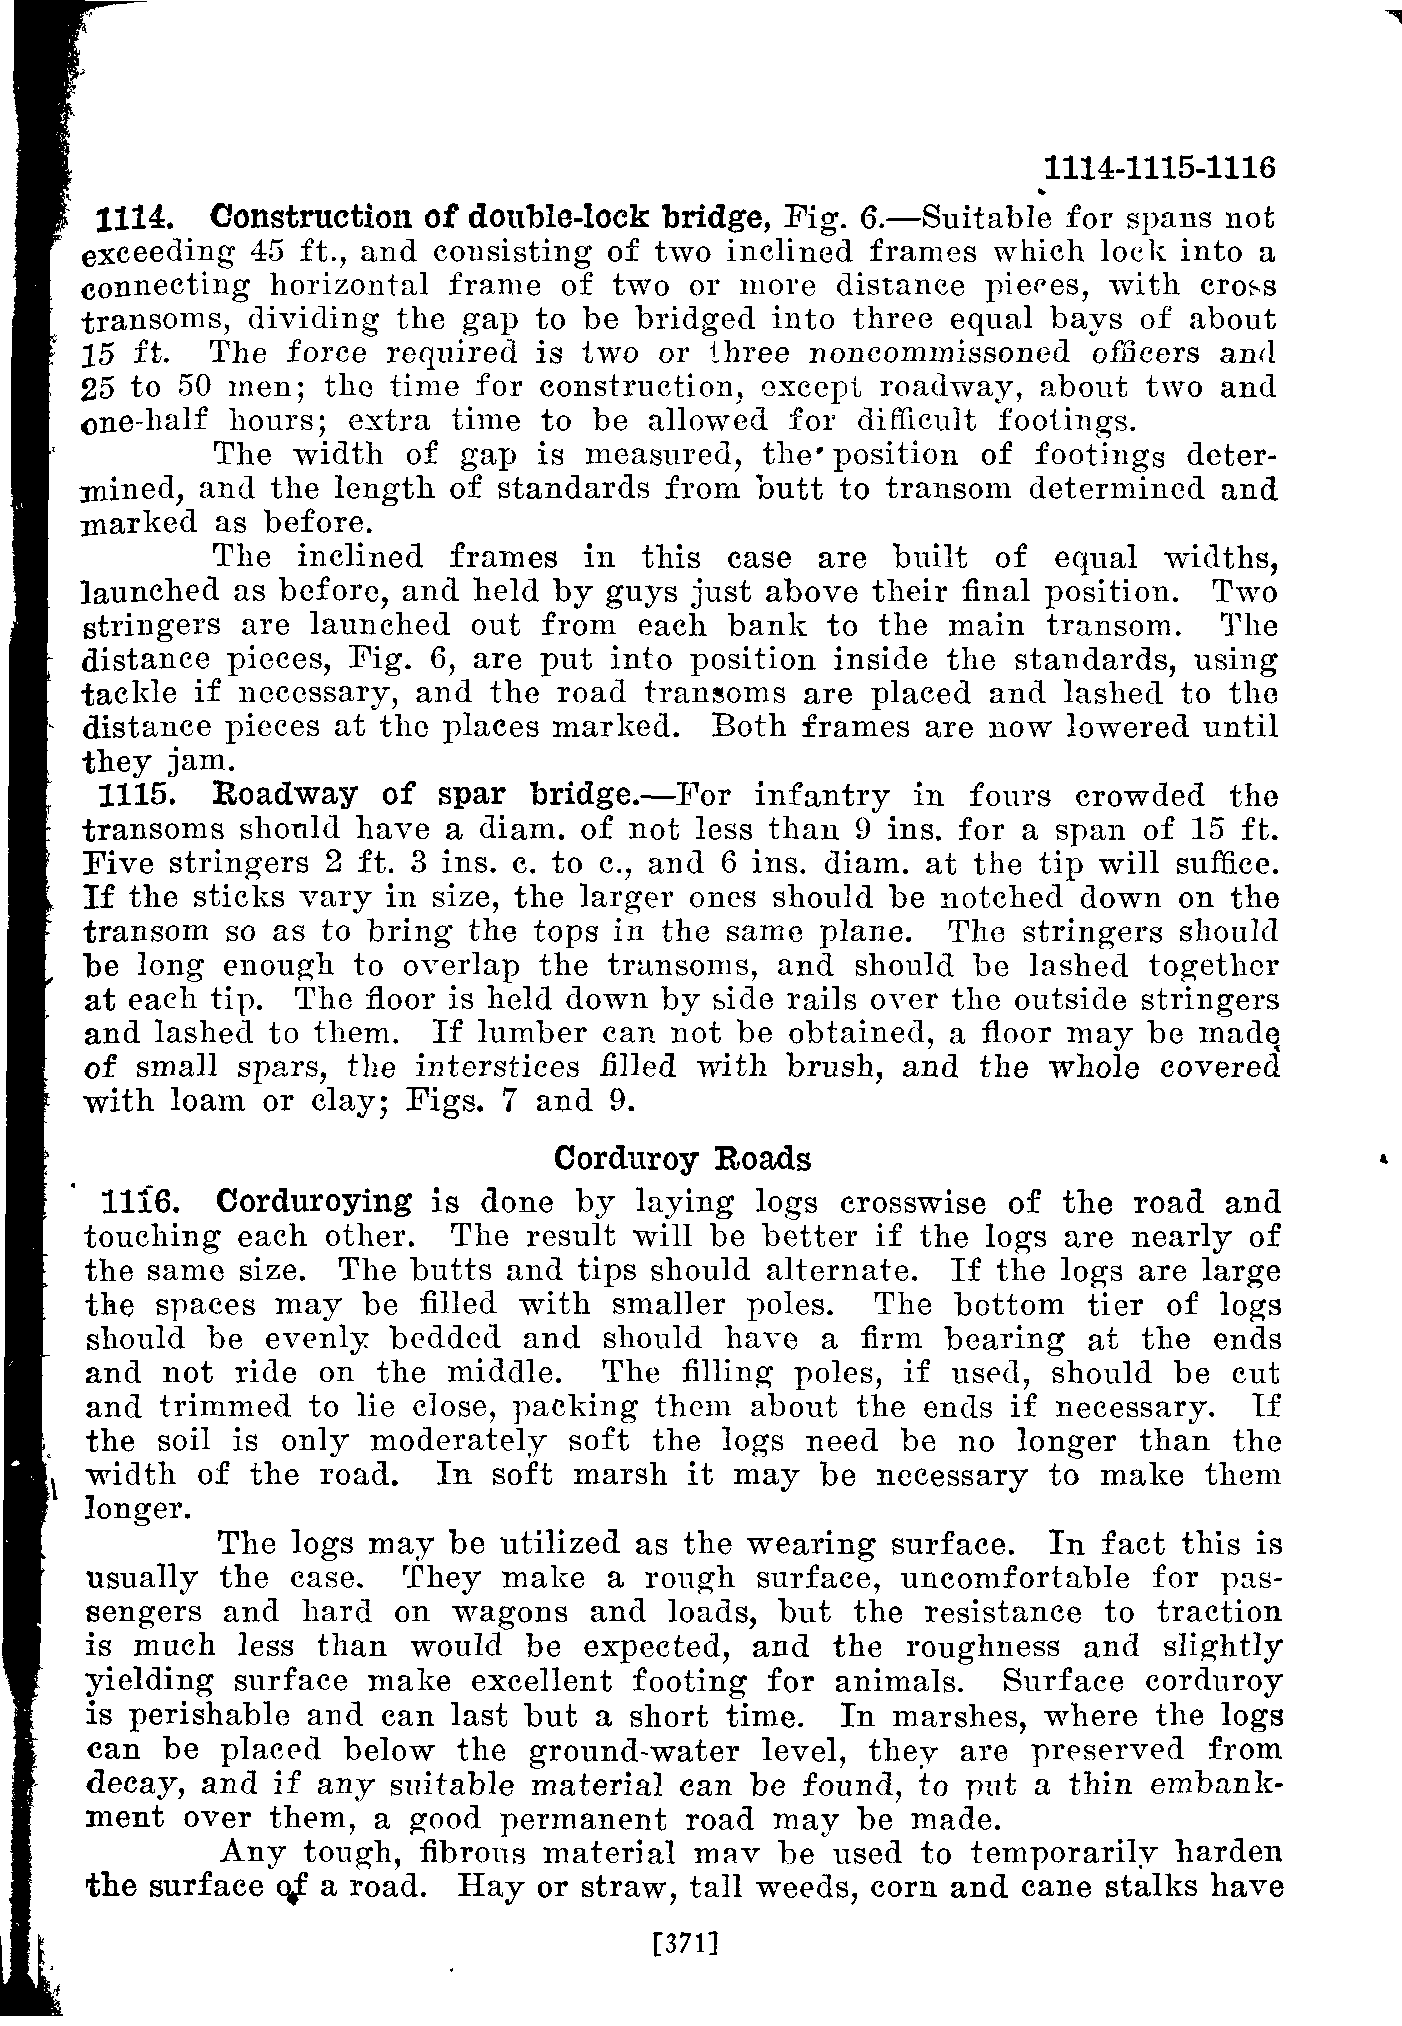 1114-1115-1116
1114. Construction of double-lock bridge, Fig. 6.—Suitable for spans not
exceeding 45 ft., and consisting of two inclined frames which lock into a
connecting horizontal frame of two or more distance pieces, with cross
transoms, dividing the gap to be bridged into three equal bays of about
15 ft. The force required is two or three noncommissoned officers and
25 to 50 men; the time for construction, except roadway, about two and
one-half hours; extra time to be allowed for difficult footings.
The width of gap is measured, the position of footings deter-
mined, and the length of standards from butt to transom determined and
marked as before.
The inclined frames in this case are built of equal widths,
launched as before, and held by guys just above their final position. Two
stringers are launched out from each bank to the main transom. The
distance pieces, Fig. 6, are put into position inside the standards, using
tackle if necessary, and the road transoms are placed and lashed to the
distance pieces at the places marked. Both frames are now lowered until
they jam.
1115. Roadway of spar bridge.—For infantry in fours crowded the
transoms should have a diam. of not less than 9 ins. for a span of 15 ft.
Five stringers 2 ft. 3 ins. c. to c., and 6 ins. diam. at the tip will suffice.
If the sticks vary in size, the larger ones should be notched down on the
transom so as to bring the tops in the same plane. The stringers should
be long enough to overlap the transoms, and should be lashed together
at each tip. The floor is held down by side rails over the outside stringers
and lashed to them. If lumber can not be obtained, a floor may be made
of small spars, the interstices filled with brush, and the whole covered
with loam or clay; Figs. 7 and 9.
Corduroy Roads
1116. Corduroying is done by laying logs crosswise of the road and
touching each other. The result will be better if the logs are nearly of
the same size. The butts and tips should alternate. If the logs are large
the spaces may be filled with smaller poles. The bottom tier of logs
should be evenly bedded and should have a firm bearing at the ends
and not ride on the middle. The filling poles, if used, should be cut
and trimmed to lie close, packing them about the ends if necessary. If
the soil is only moderately soft the logs need be no longer than the
width of the road. In soft marsh it may be necessary to make them
longer.
The logs may be utilized as the wearing surface. In fact this is
usually the case. They make a rough surface, uncomfortable for pas-
sengers and hard on wagons and loads, but the resistance to traction
is much less than would be expected, and the roughness and slightly
yielding surface make excellent footing for animals. Surface corduroy
is perishable and can last but a short time. In marshes, where the logs
can be placed below the ground-water level, they are preserved from
decay, and if any suitable material can be found, to put a thin embank-
ment over them, a good permanent road may be made.
Any tough, fibrous material may be used to temporarily harden
the surface of a road. Hay or straw, tall weeds, corn and cane stalks have
[371]